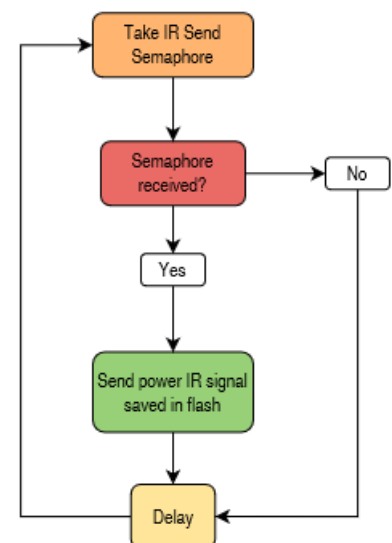 Take IR Send
Semaphore
Semaphore
received?
No
Yes
Send power IR signal
saved in flash
Delay